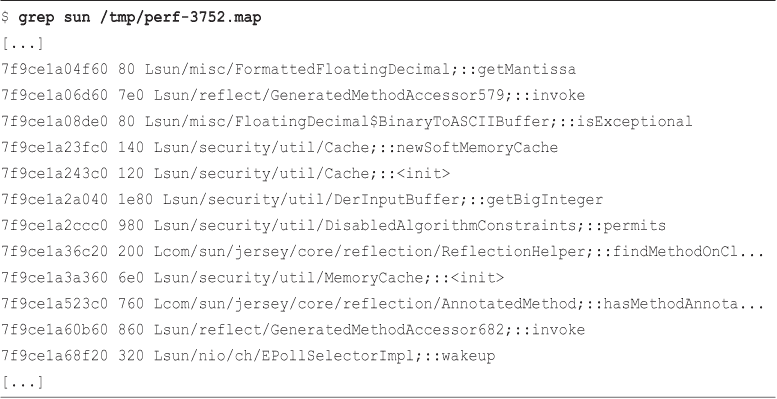 $ grep sun /tmp/perf-3752.map
[...]
7f9ce1a04f60 80 Lsun/misc/FormattedFloatingDecimal;::getMantissa
7f9ce1a06d60 7e0 Lsun/reflect/GeneratedMethodAccessor579;::invoke
7f9ce1a08de0 80 Lsun/misc/FloatingDecimal$BinaryToASCIIBuffer;::isExceptional
7f9ce1a23fc0 140 Lsun/security/util/Cache;::newSoftMemoryCache
7f9ce1a243c0 120 Lsun/security/util/Cache;::<init>
7f9ce1a2a040 1e80 Lsun/security/util/DerInputBuffer;::getBigInteger
7f9ce1a2ccc0 980 Lsun/security/util/DisabledAlgorithmConstraints;::permits
7f9ce1a36c20 200 Lcom/sun/jersey/core/reflection/ReflectionHelper;::findMethodOnCl...
7f9ce1a3a360 6e0 Lsun/security/util/MemoryCache;::<init>
7f9ce1a523c0 760 Lcom/sun/jersey/core/reflection/AnnotatedMethod;::hasMethodAnnota...
7f9ce1a60b60 860 Lsun/reflect/GeneratedMethodAccessor682;::invoke
7f9ce1a68f20 320 Lsun/nio/ch/EPollSelectorImpl;::wakeup
[...]